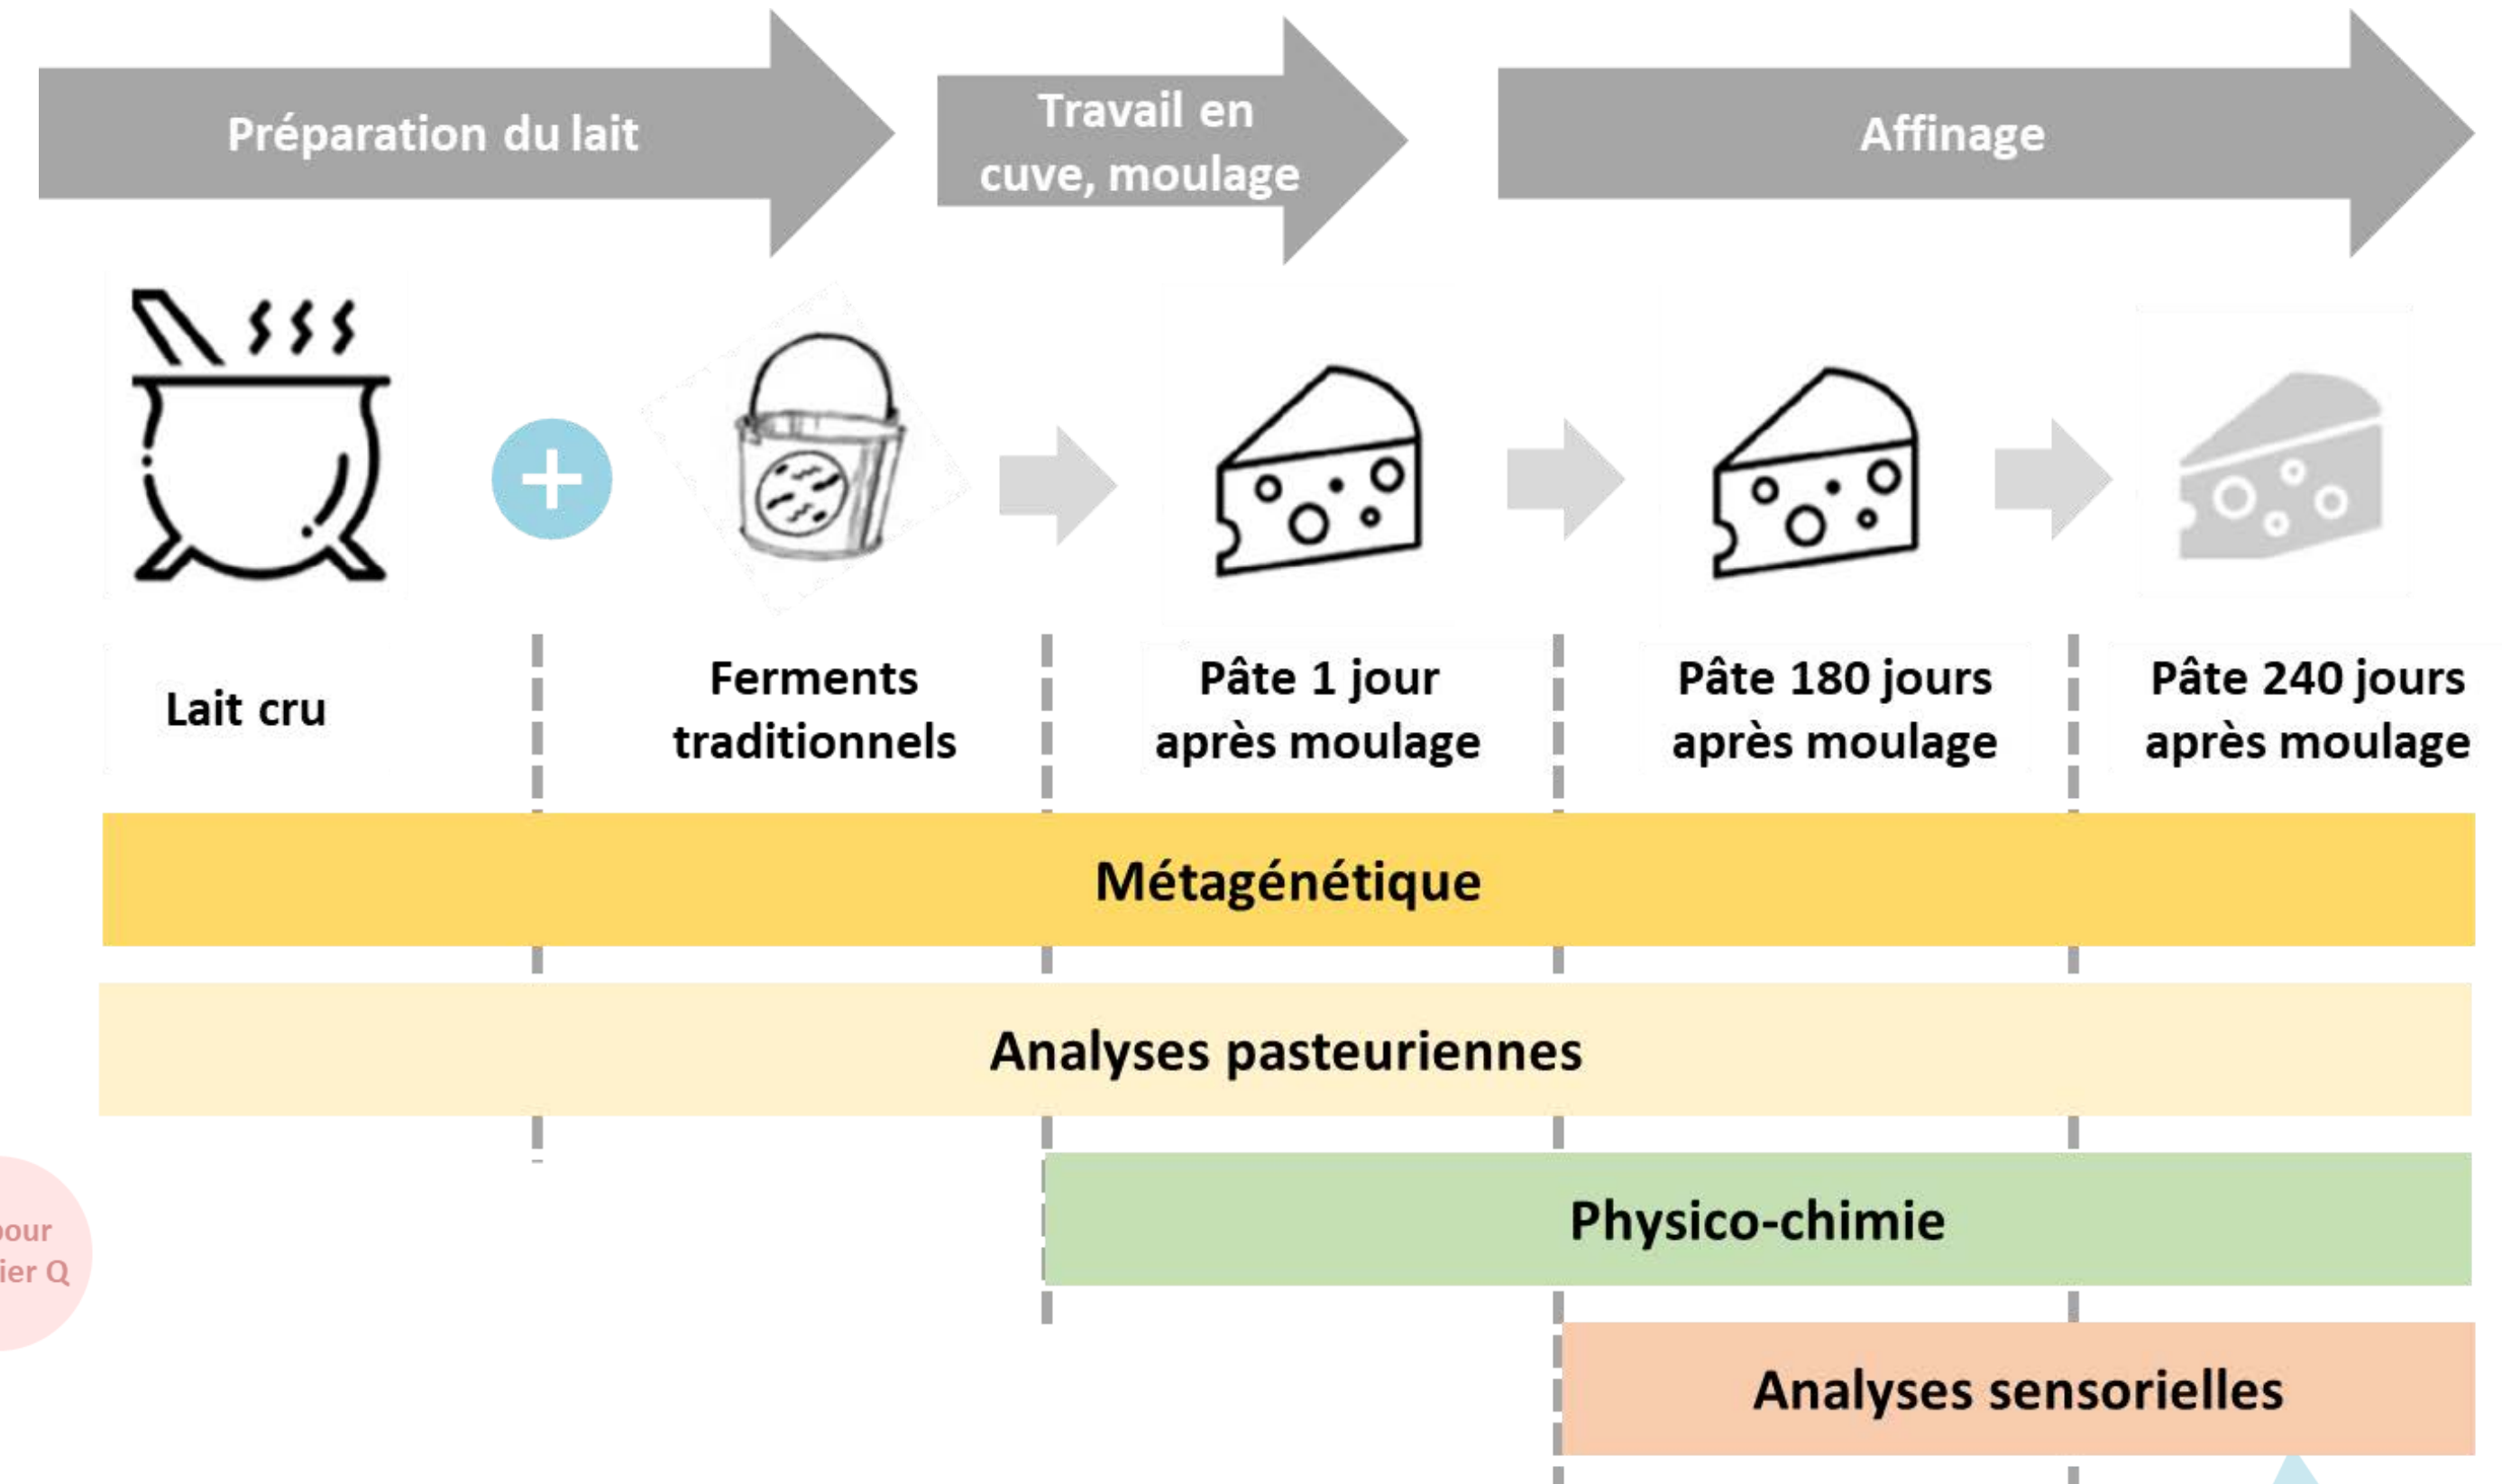 Préparation du lait
Travail en
cuve, moulage
Affinage
Lait cru
Ferments
traditionnels
Pâte 1 jour
après moulage
Pâte 180 jours
après moulage
Pâte 240 jours
après moulage
Métagénétique
Analyses pasteuriennes
Physico-chimie
Analyses sensorielles
Q